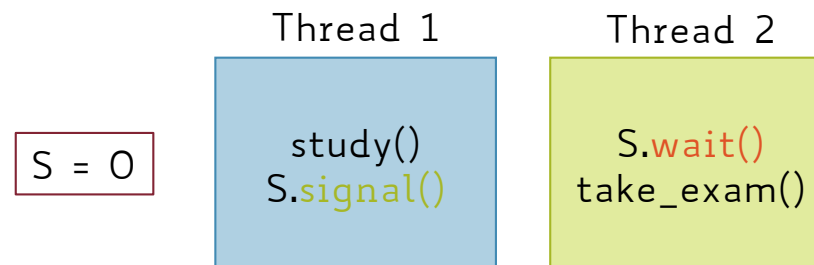 Thread 1
Thread 2
S = 0
study()
S.signal()
S.wait()
take_exam()